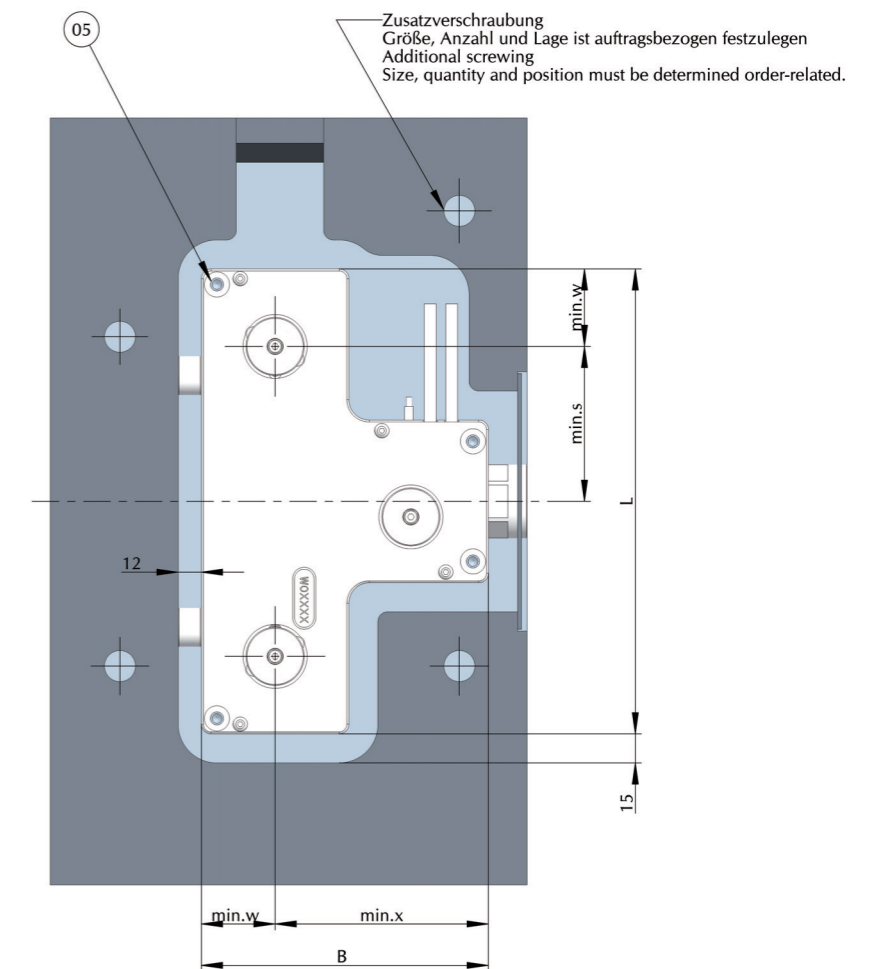 05
Zusatzverschraubung
Größe, Anzahl und Lage ist auftragsbezogen festzulegen
Additional screwing
Size, quantity and position must be determined order-related.
min.w
min.s
L
12
WOXXXX
15
min.w
min.x
B